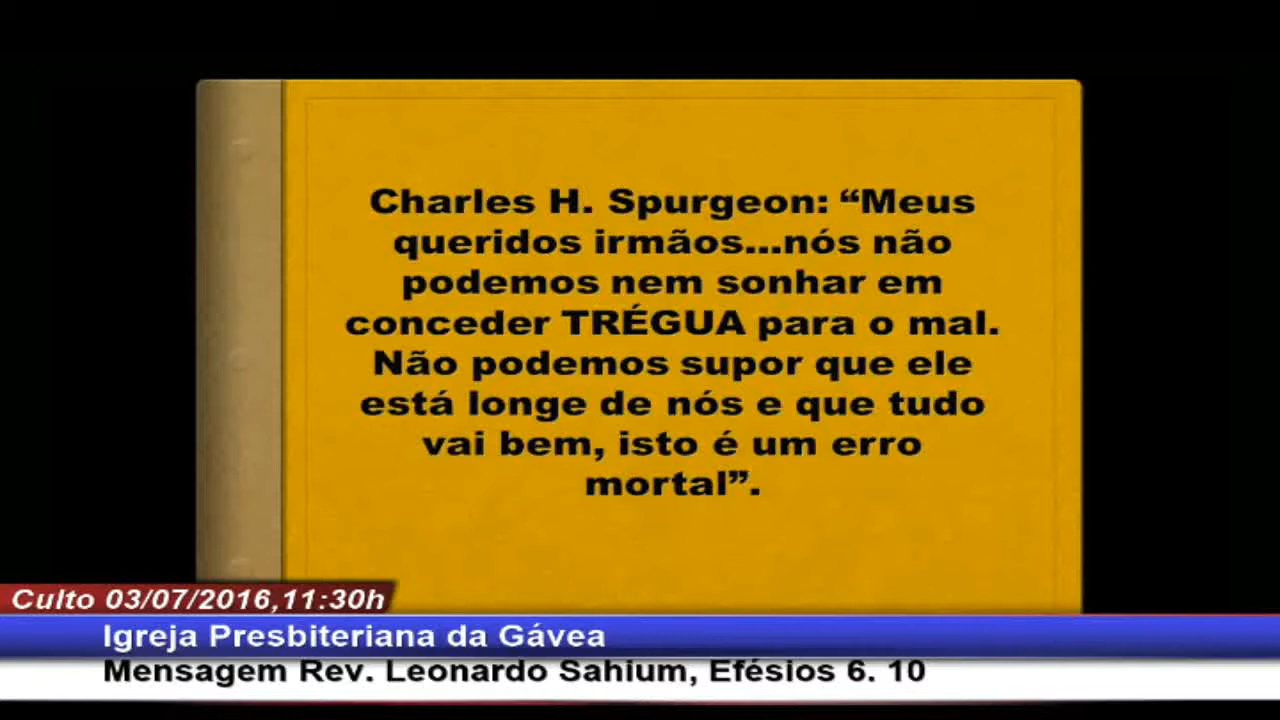 Charles H. Spurgeon: “Meus
queridos irmãos...nós não
podemos nem sonhar em
conceder TRÉGUA para o mal.
Não podemos supor que ele
está longe de nós e que tudo
vai bem, isto é um erro
mortal”.
Culto 03/07/2016,11:30h
Igreja Presbiteriana da Gávea
Mensagem Rev. Leonardo Sahium, Efésios 6. 10